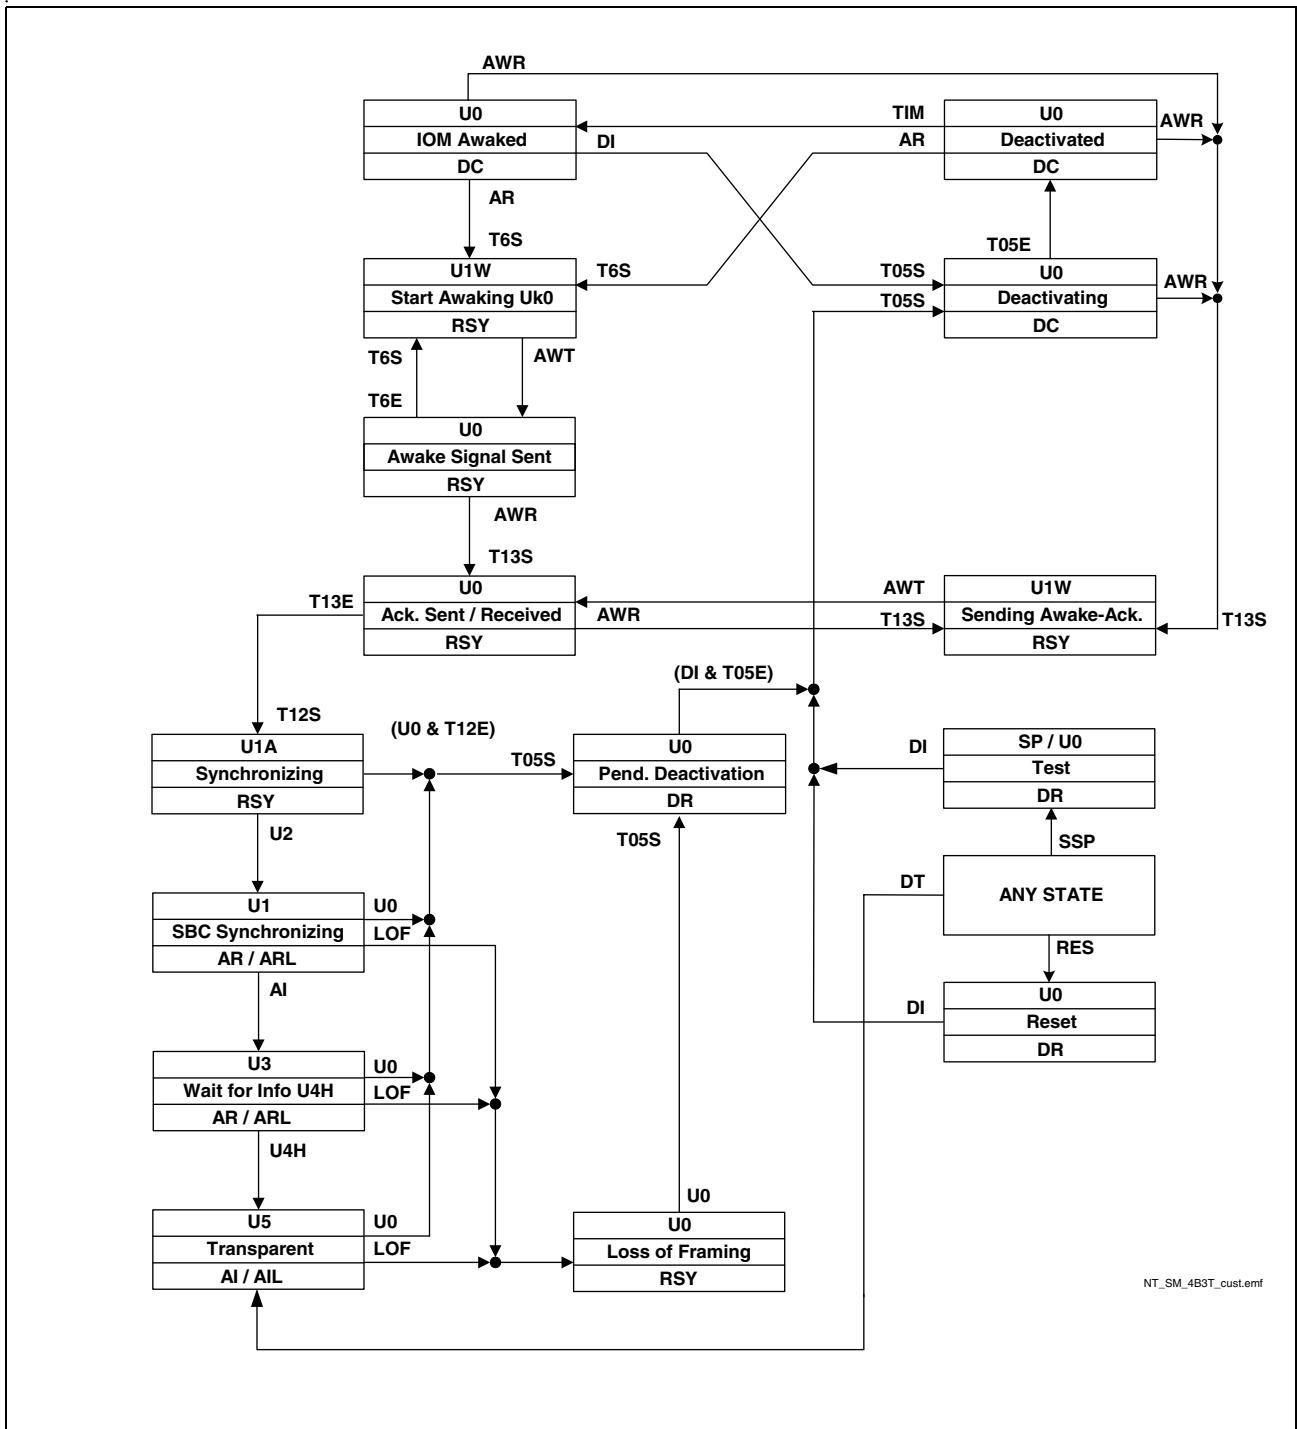 AWR
U0
IOM Awaked
DC
TIM
DI
AR
U0
Deactivated
DC
AWR
AR
T6S
T05E
U1W
Start Awaking Uk0
RSY
T6S
T05S
T05S
U0
Deactivating
DC
AWR
T6S
AWT
T6E
U0
Awake Signal Sent
RSY
AWR
T13S
T13E
U0
Ack. Sent / Received
RSY
AWR
AWT
T13S
U1W
Sending Awake-Ack.
RSY
T13S
(DI & T05E)
T12S
(U0 & T12E)
U1A
Synchronizing
RSY
T05S
U0
Pend. Deactivation
DR
DI
SP / U0
Test
DR
U2
T05S
SSP
DT
ANY STATE
U1
SBC Synchronizing
AR / ARL
U0
LOF
RES
AI
DI
U0
Reset
DR
U3
Wait for Info U4H
AR / ARL
U0
LOF
U4H
U0
U5
Transparent
AI / AIL
U0
LOF
U0
Loss of Framing
RSY
NT_SM_4B3T_cust.emf